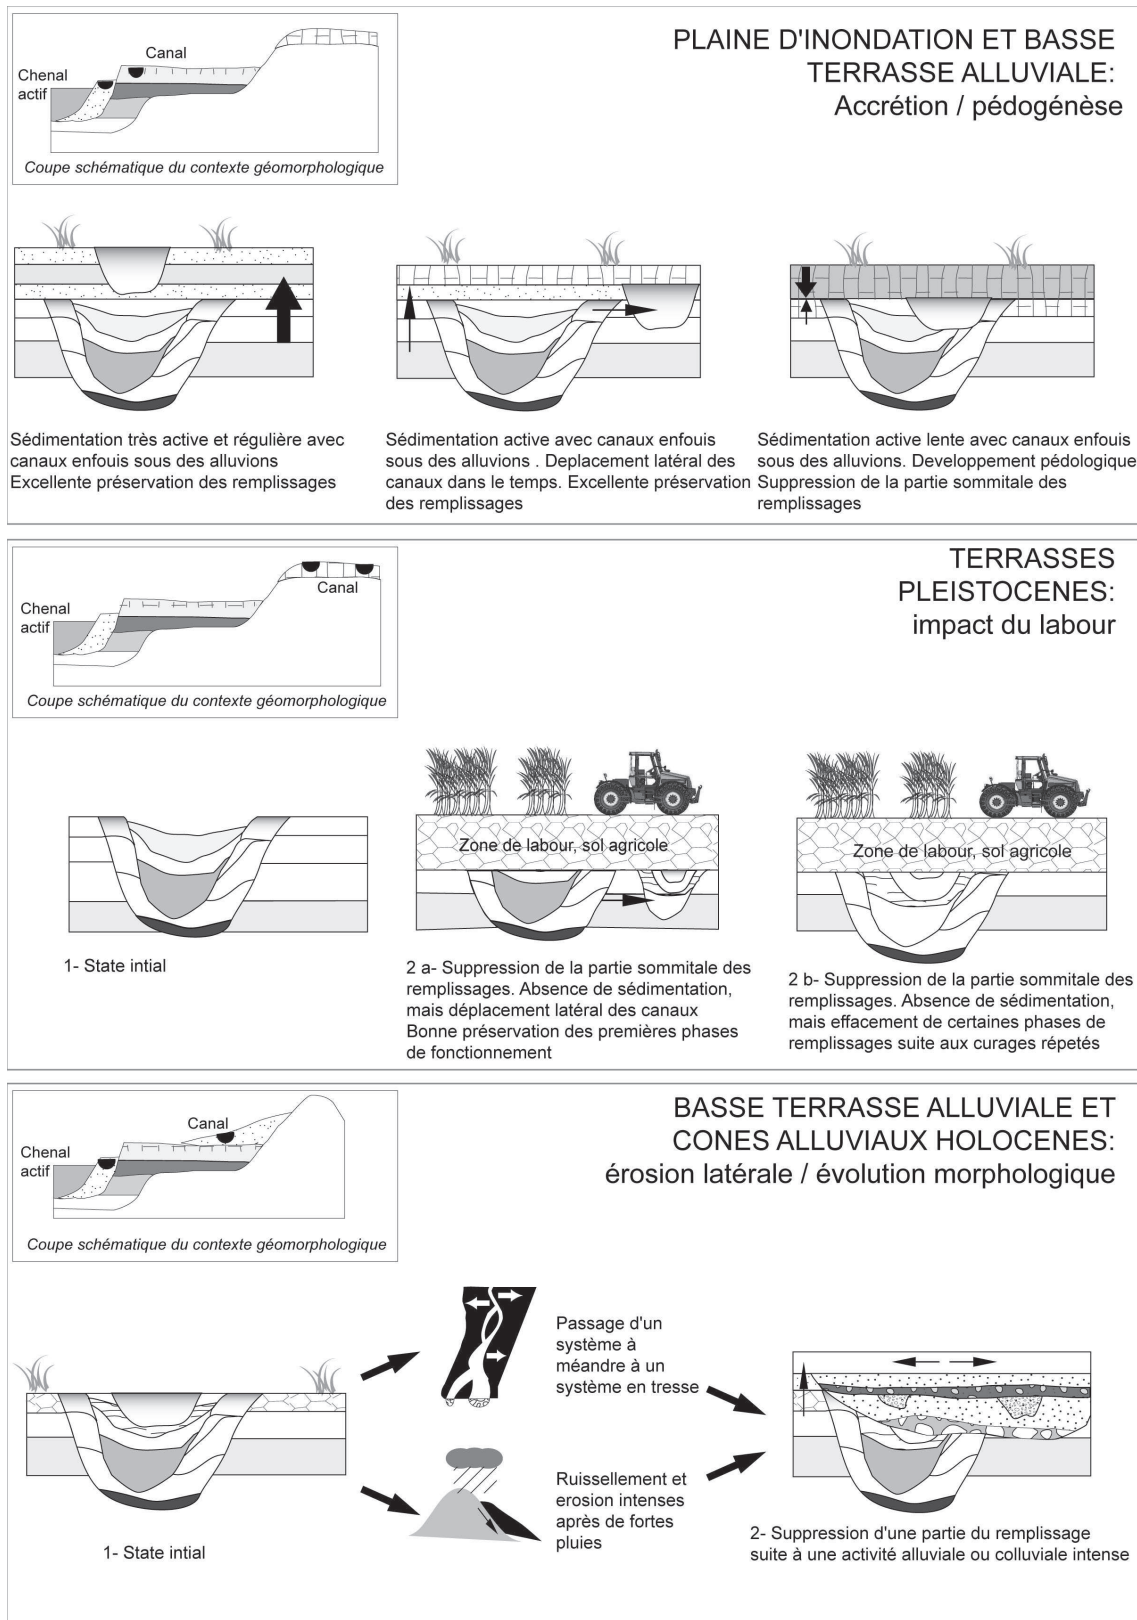 PLAINE D'INONDATION ET BASSE
TERRASSE ALLUVIALE:
Accrétion / pédogénèse
Canal
Chenal
actif
Coupe schématique du contexte géomorphologique
Sédimentation très active et régulière avec
canaux enfouis sous des alluvions
Excellente préservation des remplissages
Sédimentation active avec canaux enfouis
sous des alluvions . Deplacement latéral des
canaux dans le temps. Excellente préservation
des remplissages
Sédimentation active lente avec canaux enfouis
sous des alluvions. Developpement pédologique
Suppression de la partie sommitale des
remplissages
TERRASSES
PLEISTOCENES:
impact du labour
Canal
Chenal
actif
Coupe schématique du contexte géomorphologique
Zone de labour, sol agricole
Zone de labour, sol agricole
1- State intial
2 a- Suppression de la partie sommitale des
remplissages. Absence de sédimentation,
mais déplacement latéral des canaux
Bonne préservation des premières phases
de fonctionnement
2 b- Suppression de la partie sommitale des
remplissages. Absence de sédimentation,
mais effacement de certaines phases de
remplissages suite aux curages répetés
BASSE TERRASSE ALLUVIALE ET
CONES ALLUVIAUX HOLOCENES:
érosion latérale / évolution morphologique
Canal
Chenal
actif
Coupe schématique du contexte géomorphologique
Passage d'un
système à
méandre à un
système en tresse
Ruissellement et
erosion intenses
après de fortes
pluies
1- State intial
2- Suppression d'une partie du remplissage
suite à une activité alluviale ou colluviale intense